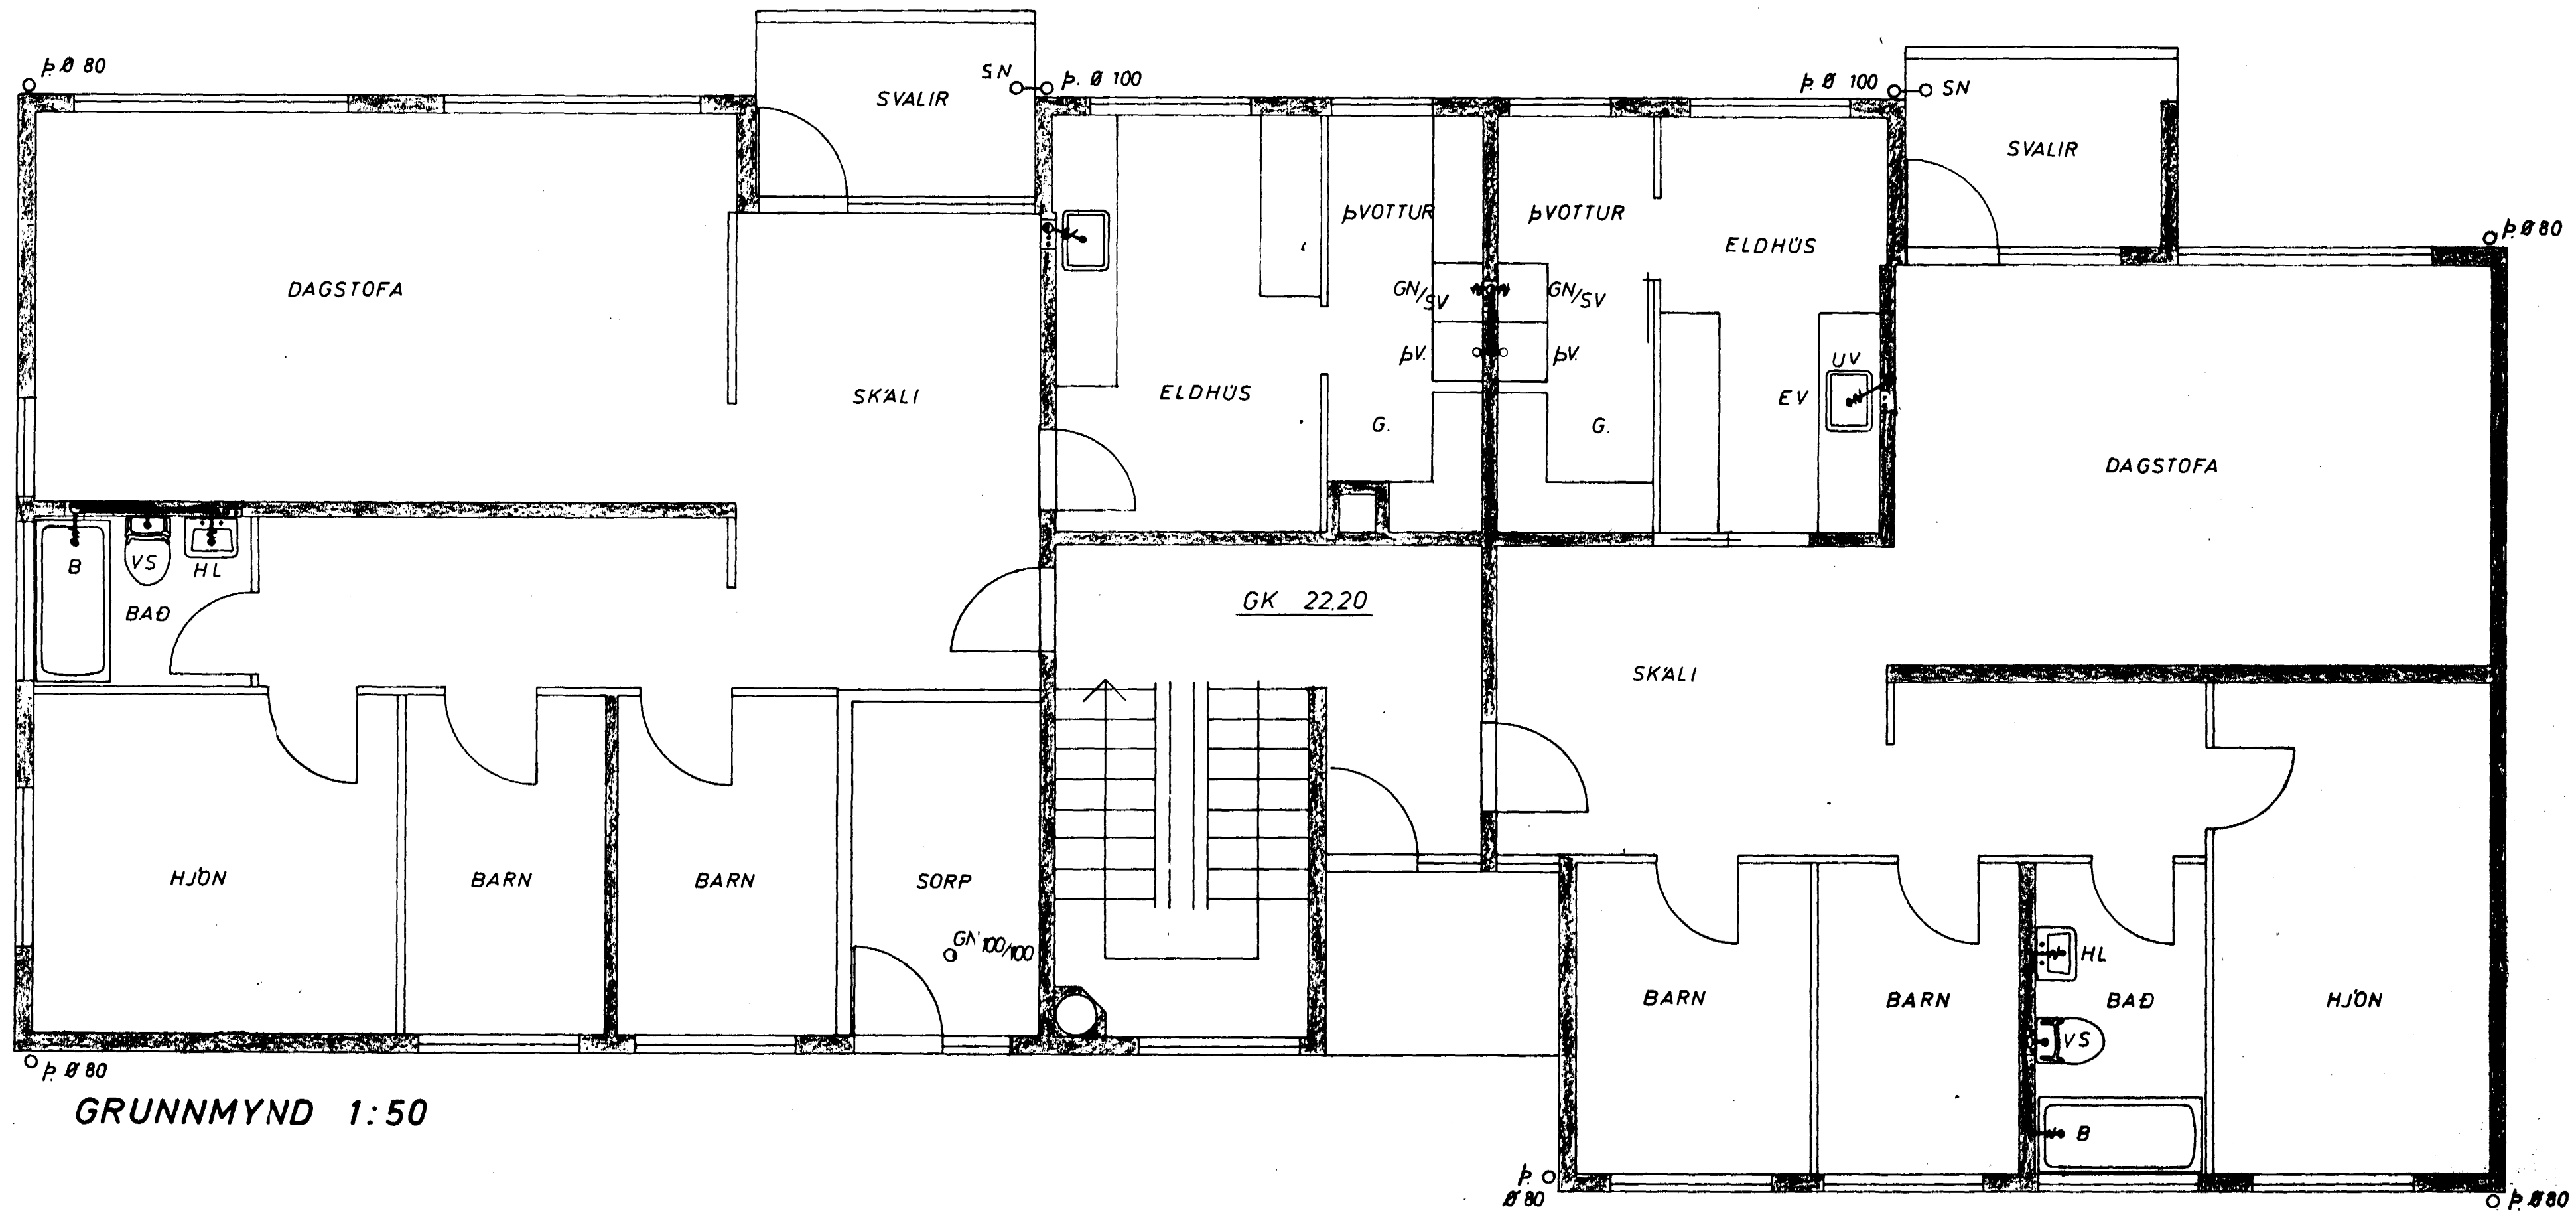 þ.Ø 80
SVALIR
SN
þ. Ø 100
þ. Ø 100
SN
SVALIR
þ.Ø80
DAGSTOFA
SKÁLI
ELDHÚS
ÞVOTTUR
GN/SV
ÞV.
G.
ÞVOTTUR
GN/SV
ÞV.
G.
ELDHÚS
UV
EV
DAGSTOFA
B
VS
HL
BAÐ
GK 22.20
SKÁLI
HJÓN
BARN
BARN
SORP
GN 100/100
BARN
BARN
HL
BAÐ
VS
B
HJÓN
þ. Ø 80
GRUNNMYND 1:50
þ.
Ø 80
þ.Ø80